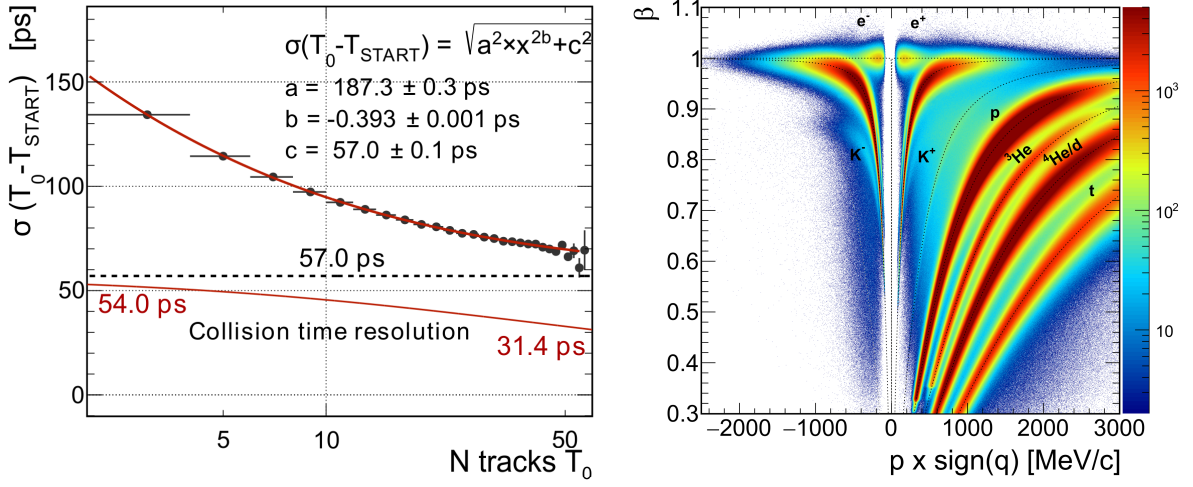 σ (T0-TSTART) [ps]
150
100
50
0
σ(T0-TSTART) = √a²×x²ᵇ+c²
a = 187.3 ± 0.3 ps
b = -0.393 ± 0.001 ps
c = 57.0 ± 0.1 ps
57.0 ps
54.0 ps
Collision time resolution
31.4 ps
5 10 50
N tracks T0
β
1.1
1
0.9
0.8
0.7
0.6
0.5
0.4
0.3
e⁻ e⁺
p
K⁻ K⁺
³He
⁴He/d
t
10³
10²
10
−2000 −1000 0 1000 2000 3000
p x sign(q) [MeV/c]